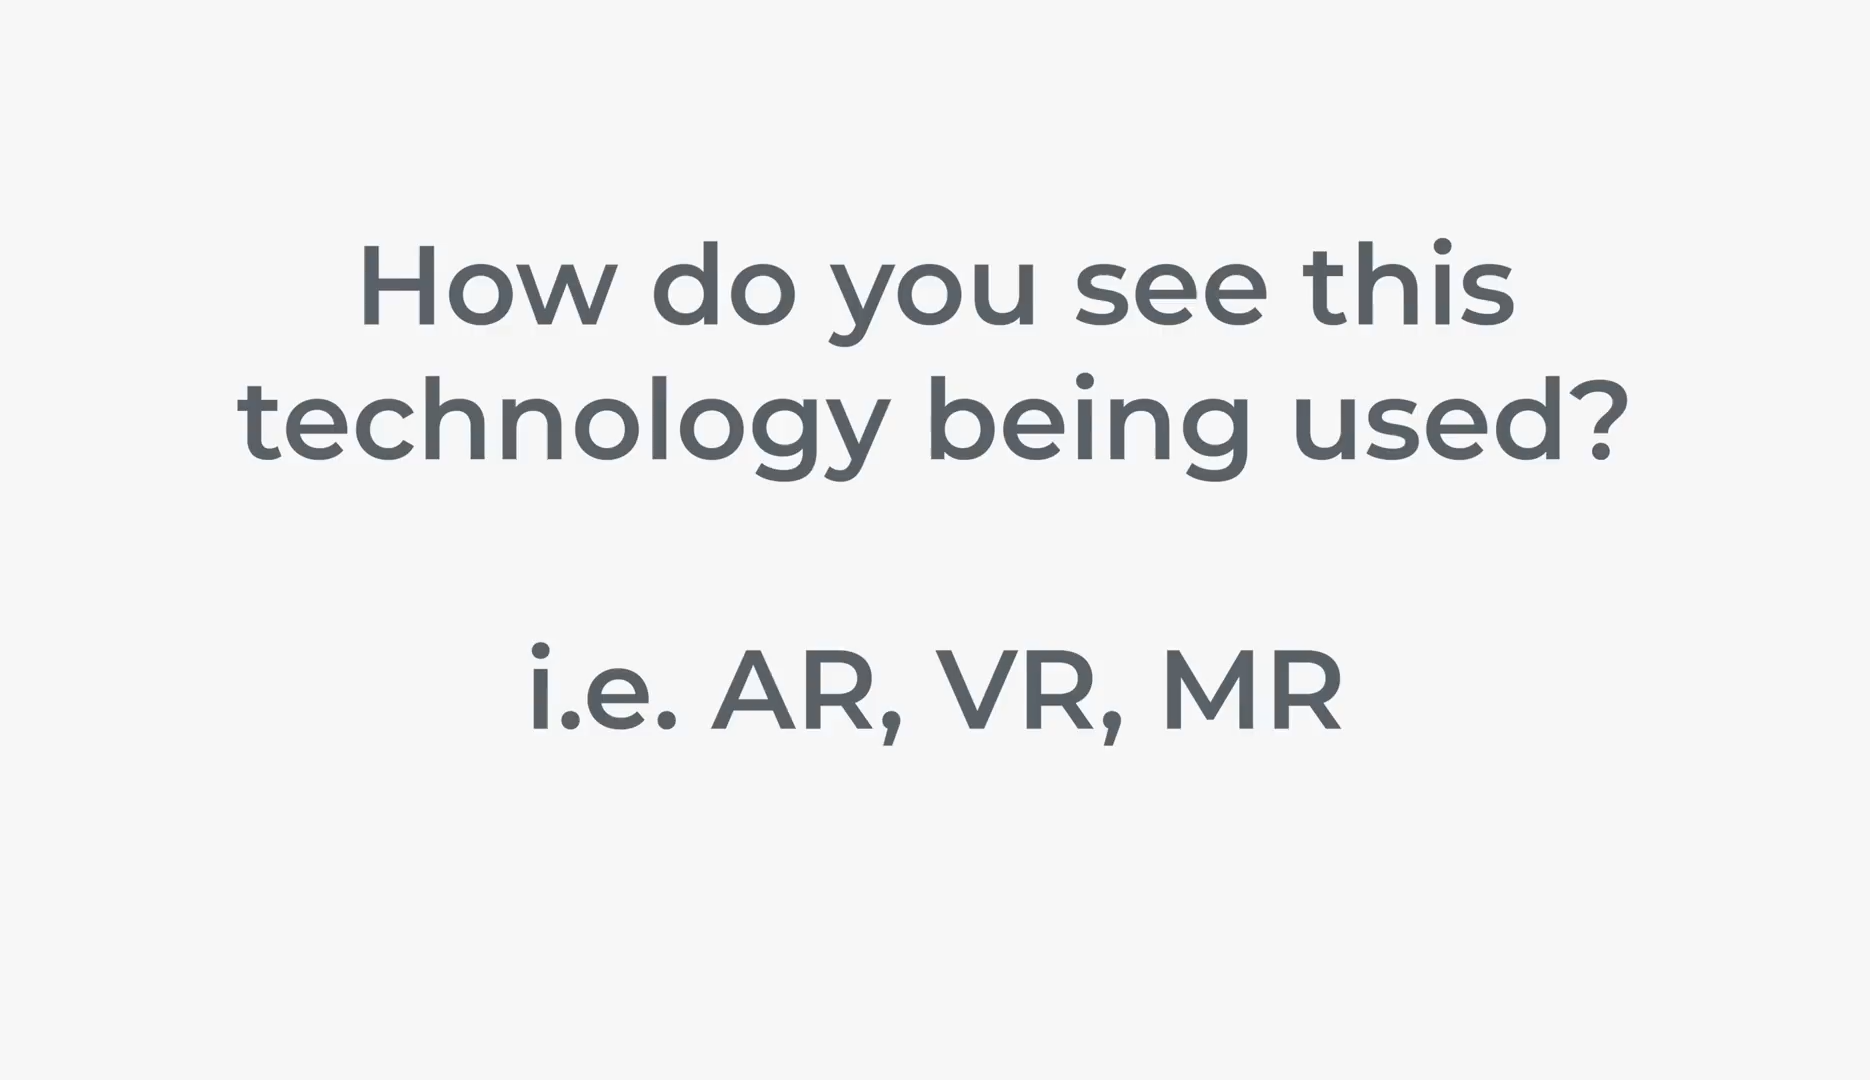 How do you see this
technology being used?
i.e. AR, VR, MR